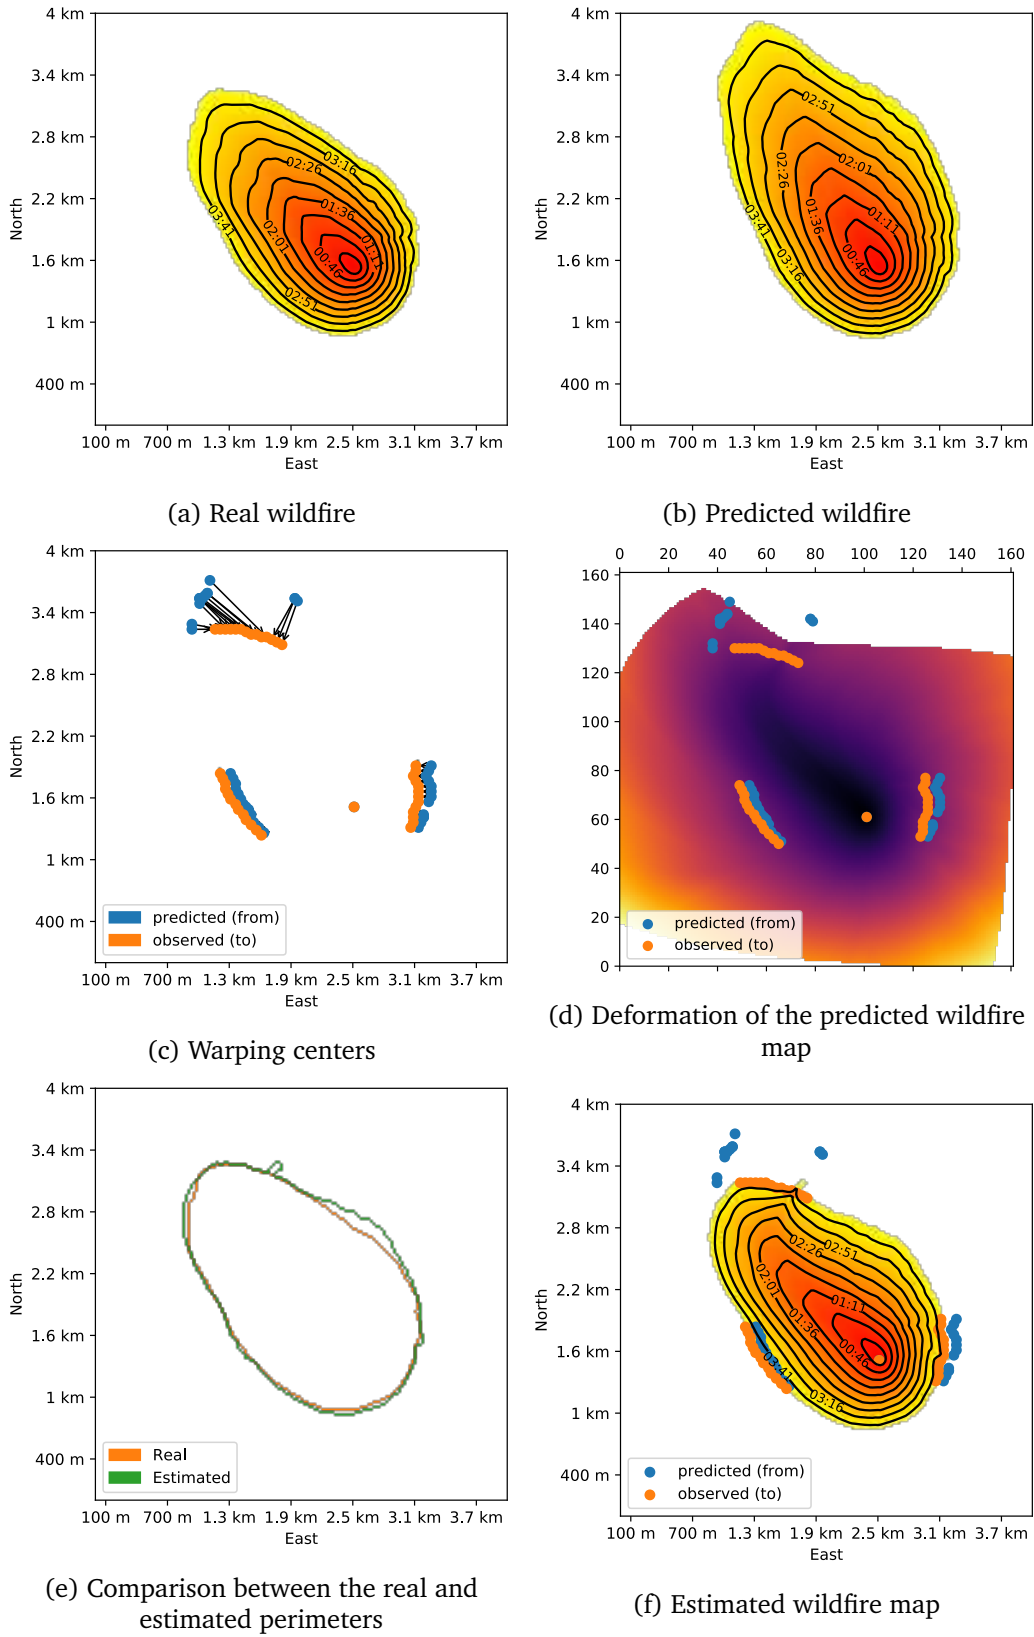 4 km
3.4 km
2.8 km
2.2 km
1.6 km
1 km
400 m
North
03:16
02:26
01:36
03:41
02:01
01:11
00:46
02:51
100 m 700 m 1.3 km 1.9 km 2.5 km 3.1 km 3.7 km
East
(a) Real wildfire
4 km
3.4 km
2.8 km
2.2 km
1.6 km
1 km
400 m
North
02:51
02:01
02:26
01:36
01:11
03:41
00:46
03:16
100 m 700 m 1.3 km 1.9 km 2.5 km 3.1 km 3.7 km
East
(b) Predicted wildfire
4 km
3.4 km
2.8 km
2.2 km
1.6 km
1 km
400 m
North
predicted (from)
observed (to)
100 m 700 m 1.3 km 1.9 km 2.5 km 3.1 km 3.7 km
East
(c) Warping centers
0 20 40 60 80 100 120 140 160
160
140
120
100
80
60
40
20
0
predicted (from)
observed (to)
(d) Deformation of the predicted wildfire
map
4 km
3.4 km
2.8 km
2.2 km
1.6 km
1 km
400 m
North
Real
Estimated
100 m 700 m 1.3 km 1.9 km 2.5 km 3.1 km 3.7 km
East
(e) Comparison between the real and
estimated perimeters
4 km
3.4 km
2.8 km
2.2 km
1.6 km
1 km
400 m
North
02:26
02:51
02:01
01:11
01:36
00:46
03:41
03:16
predicted (from)
observed (to)
100 m 700 m 1.3 km 1.9 km 2.5 km 3.1 km 3.7 km
East
(f) Estimated wildfire map